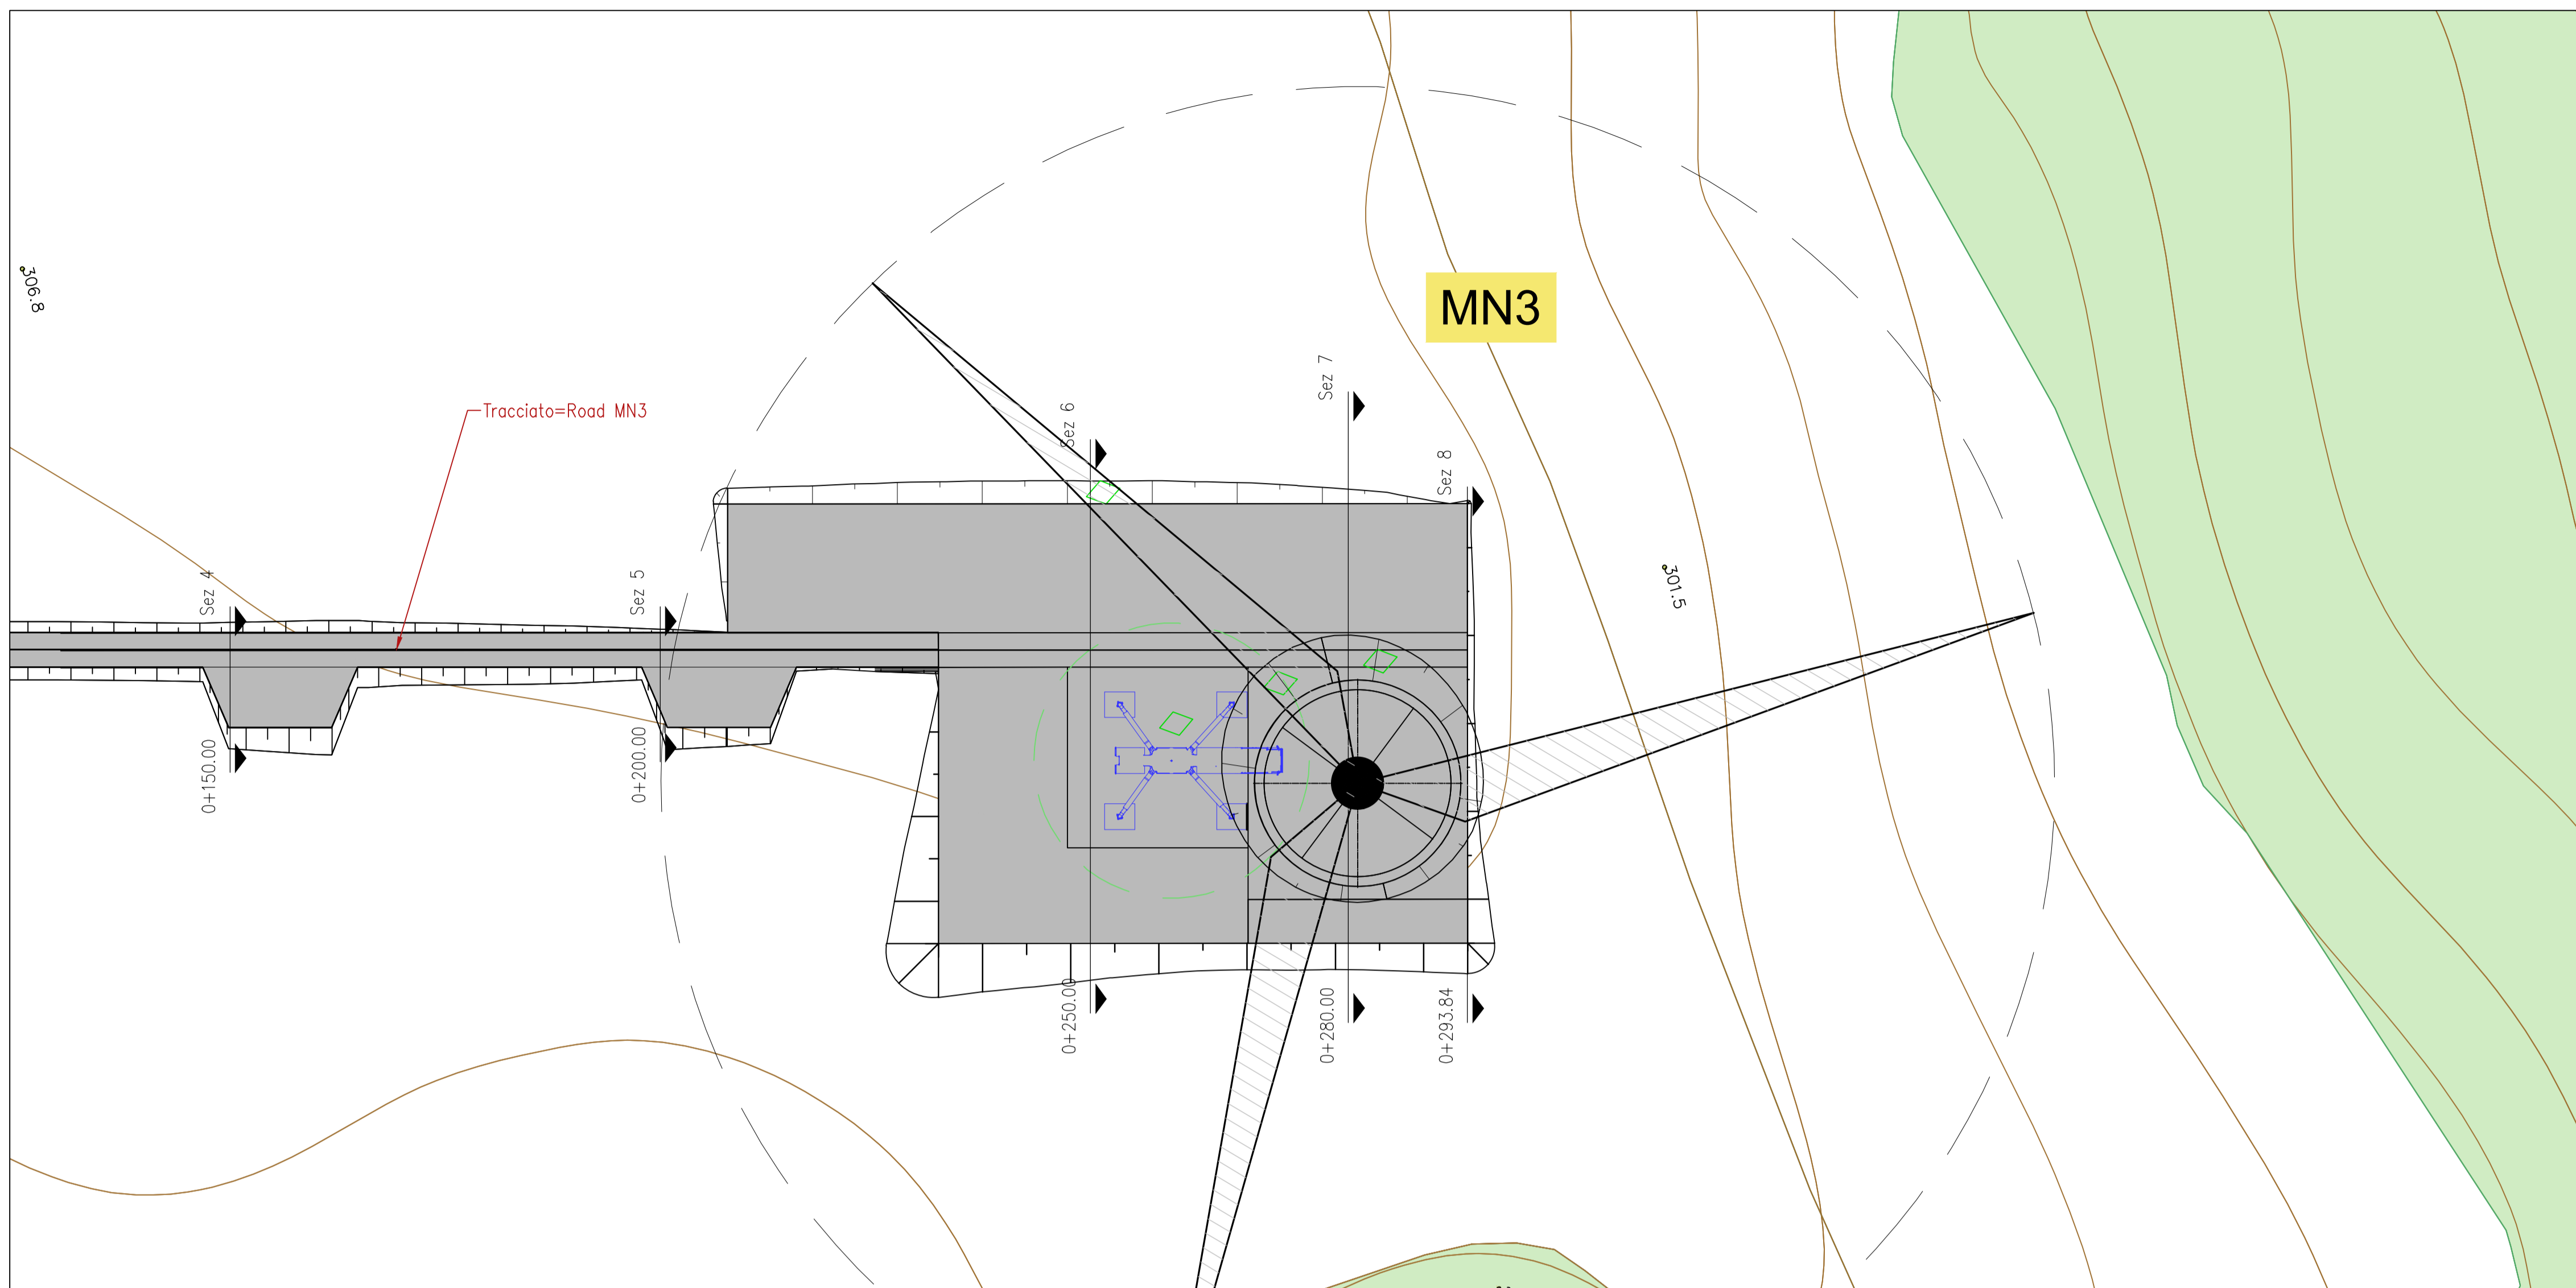 306.8
MN3
Sez 7
Tracciato=Road MN3
Sez 6
Sez 8
Sez 4
Sez 5
301.5
0+150.00
0+200.00
0+250.00
0+280.00
0+293.84